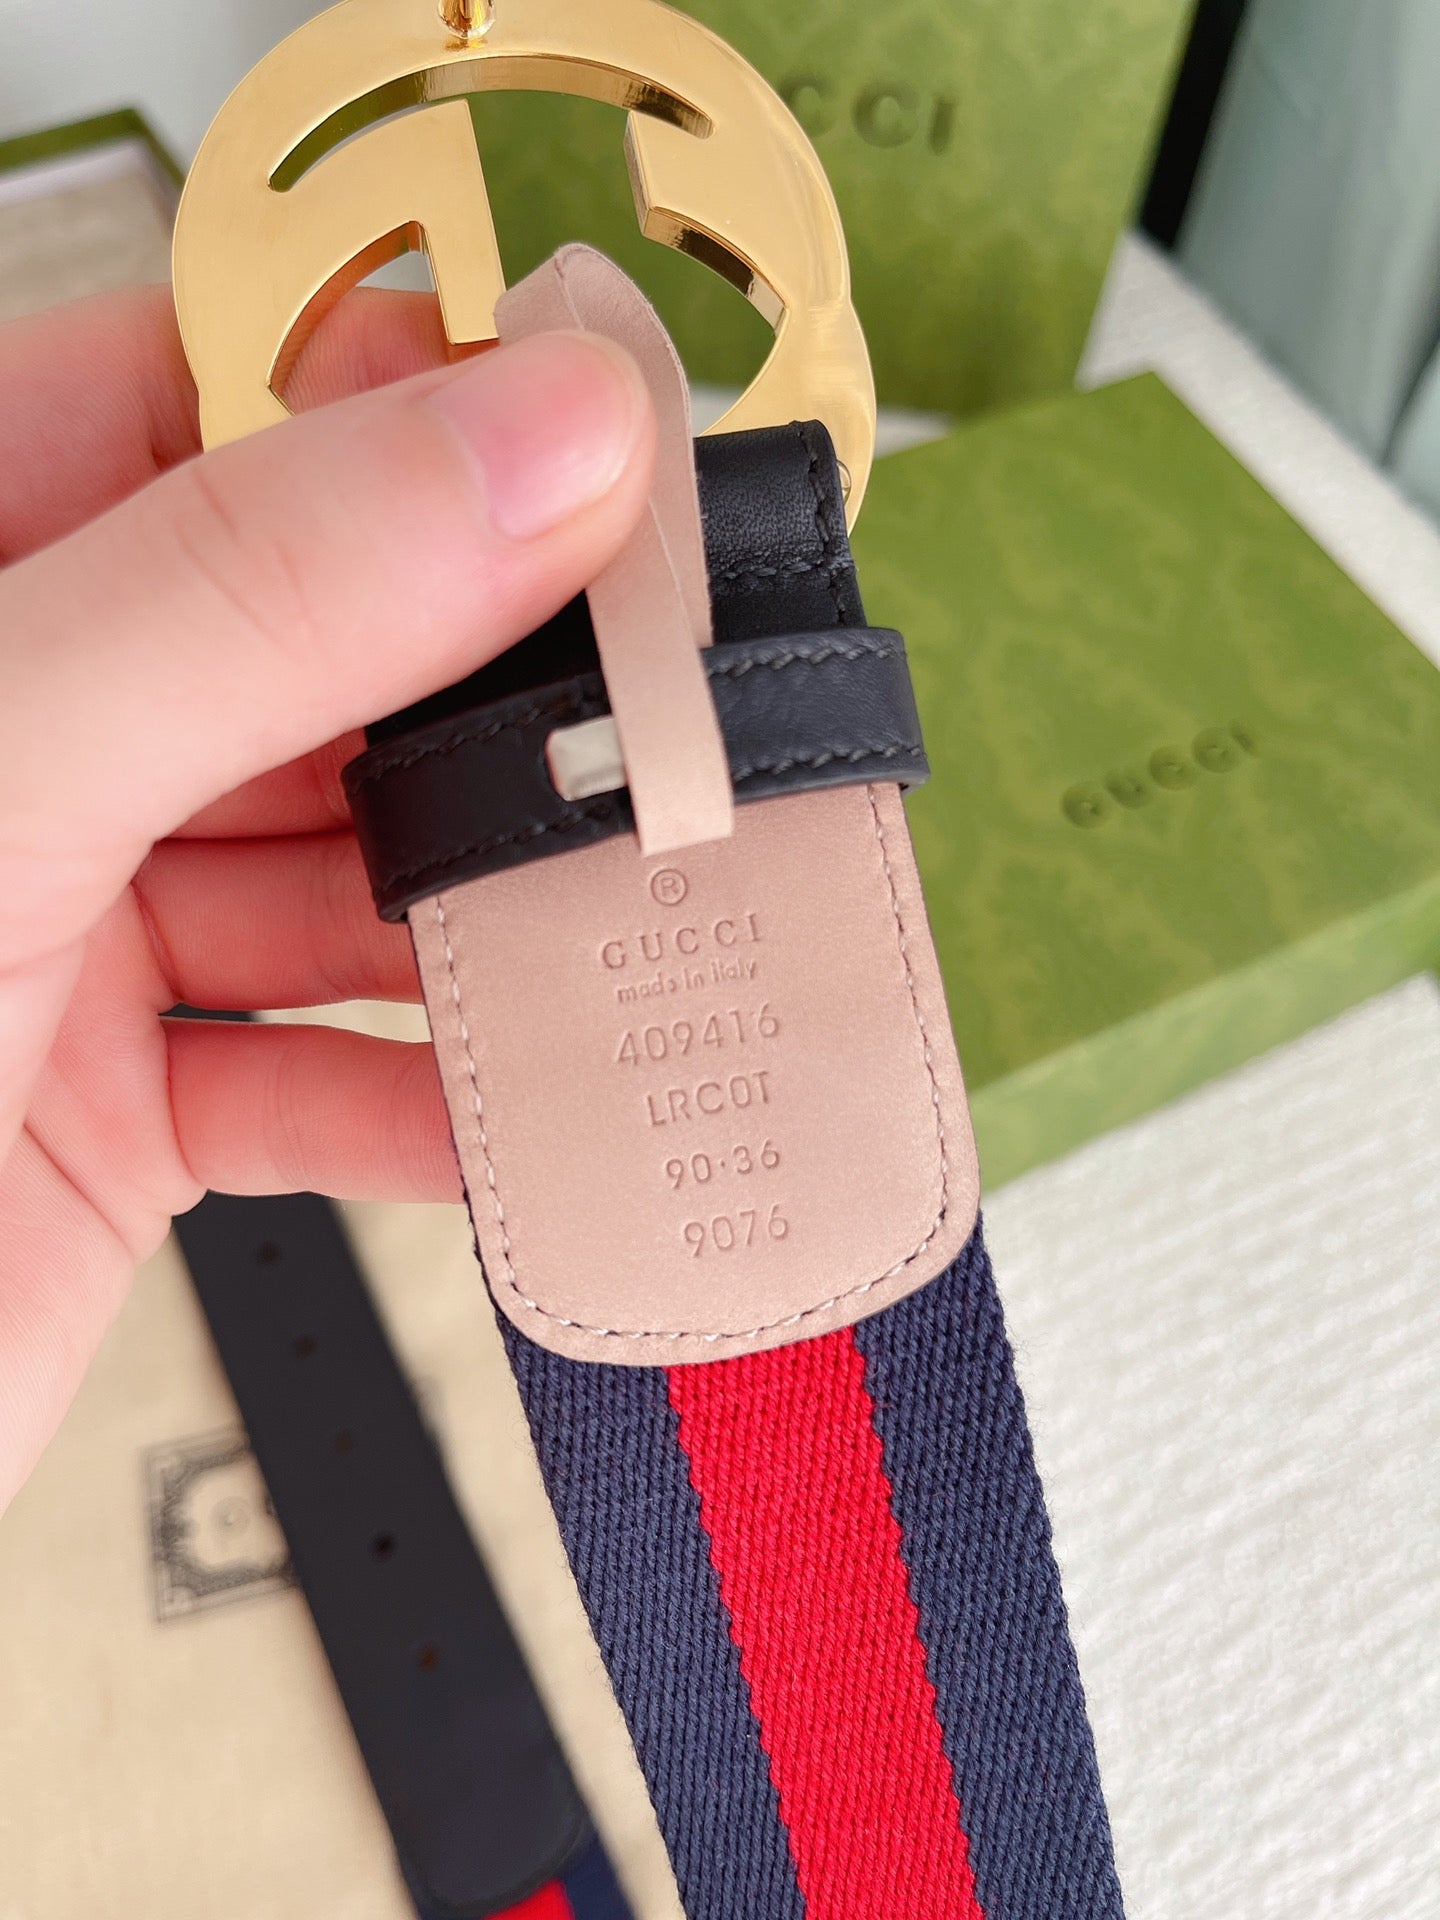 GUCCI
GUCCI
®
GUCCI
made in italy
409416
LRC0T
90·36
9076